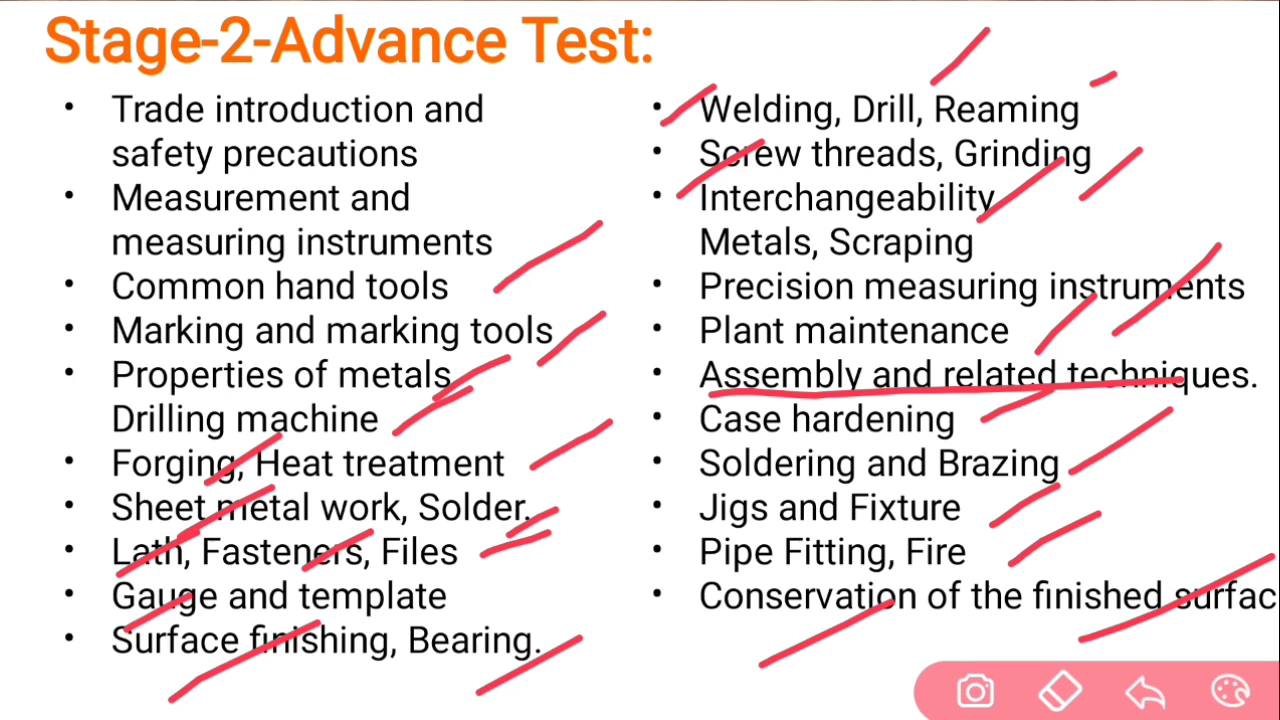 Stage-2-Advance Test:
• Trade introduction and
safety precautions
• Measurement and
measuring instruments
• Common hand tools
• Marking and marking tools
• Properties of metals,
Drilling machine
• Forging, Heat treatment
• Sheet metal work, Solder.
• Lath, Fasteners, Files
• Gauge and template
• Surface finishing, Bearing.
• Welding, Drill, Reaming
• Screw threads, Grinding
• Interchangeability
Metals, Scraping
• Precision measuring instruments
• Plant maintenance
• Assembly and related techniques.
• Case hardening
• Soldering and Brazing
• Jigs and Fixture
• Pipe Fitting, Fire
• Conservation of the finished surfac